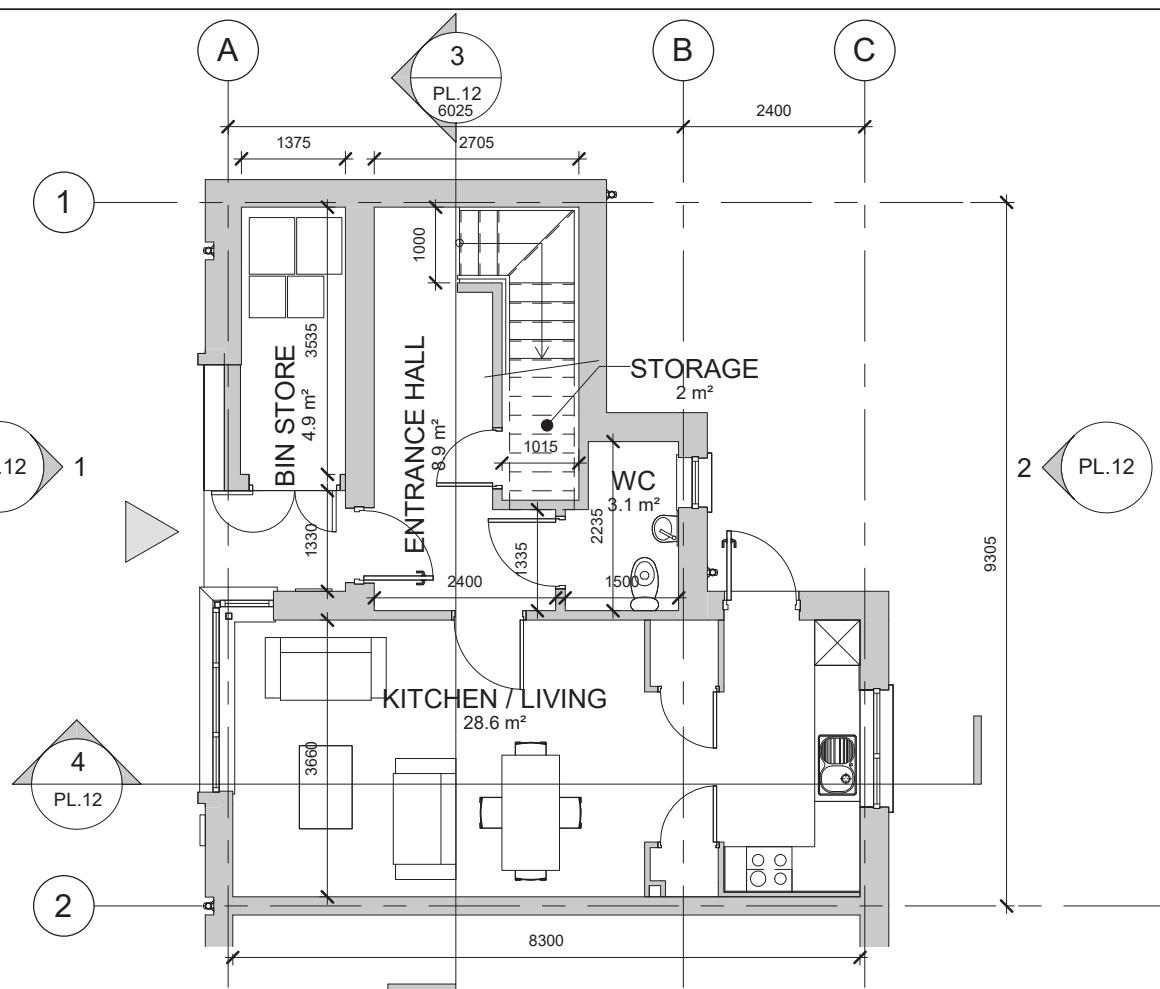 A
3
PL.12
B
C
6025
2400
1375
2705
1
1000
3535
BIN STORE
4.9 m²
ENTRANCE HALL
8.9 m²
STORAGE
2 m²
1015
WC
3.1 m²
.12
1
2
PL.12
1330
1335
2235
9305
2400
1500
KITCHEN / LIVING
28.6 m²
3660
4
PL.12
2
8300